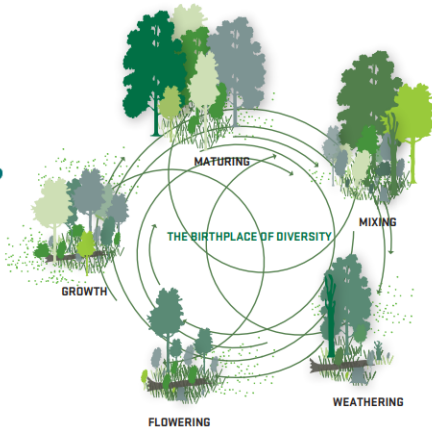 MATURING
MIXING
THE BIRTHPLACE OF DIVERSITY
GROWTH
WEATHERING
FLOWERING